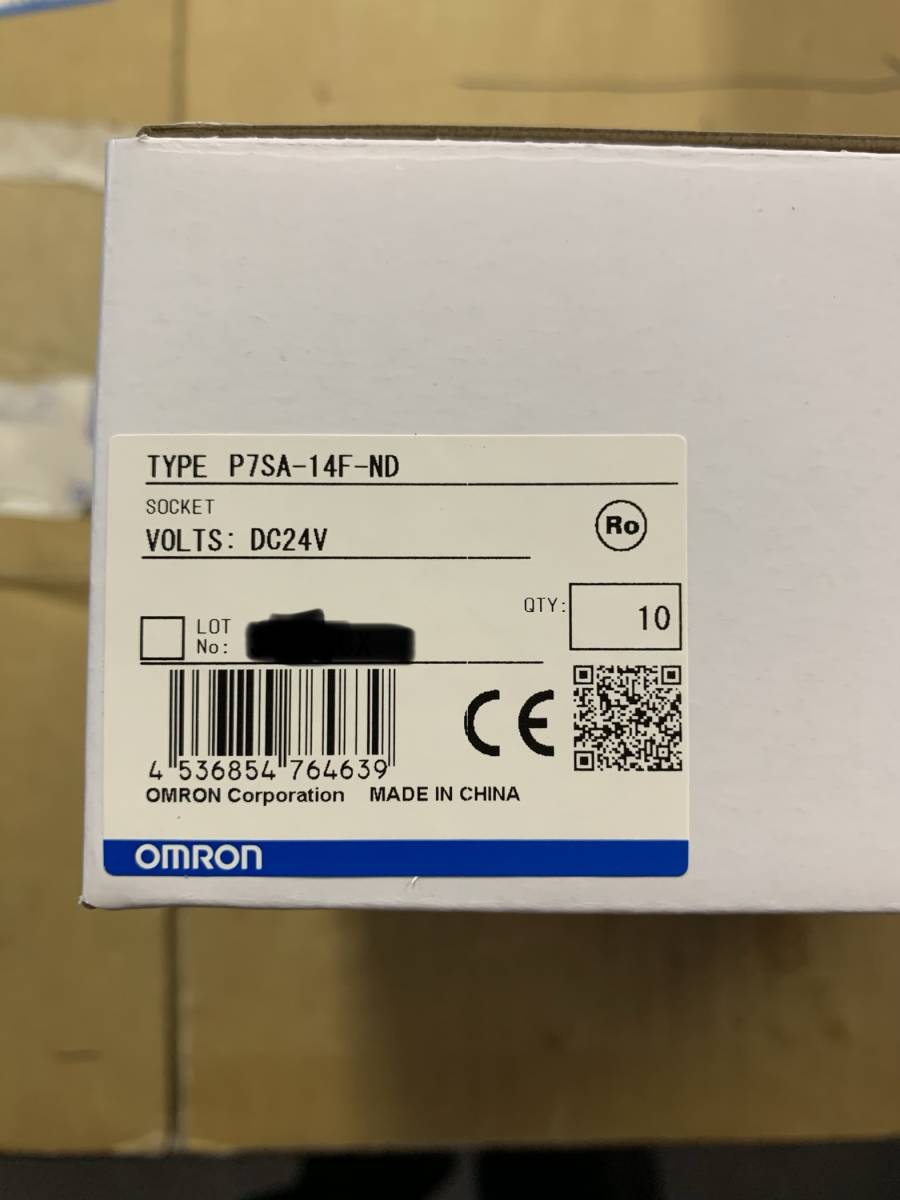 TYPE P7SA-14F-ND
SOCKET
VOLTS: DC24V
Ro
QTY: 10
LOT
No:
4 536854 764639
CE
OMRON Corporation MADE IN CHINA
OMRON